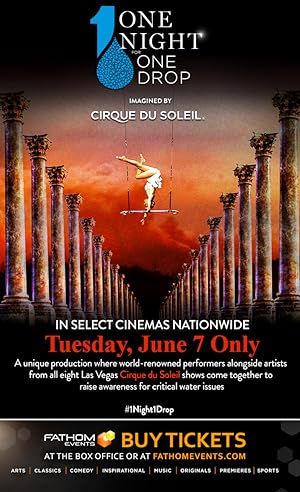 1 ONE
NIGHT
FOR
ONE
DROP
IMAGINED BY
CIRQUE DU SOLEIL.
IN SELECT CINEMAS NATIONWIDE
Tuesday, June 7 Only
A unique production where world-renowned performers alongside artists
from all eight Las Vegas Cirque du Soleil shows come together to
raise awareness for critical water issues
#1Night1Drop
FATHOM EVENTS BUY TICKETS
AT THE BOX OFFICE OR AT FATHOMEVENTS.COM
ARTS | CLASSICS | COMEDY | INSPIRATIONAL | MUSIC | ORIGINALS | PREMIERES | SPORTS